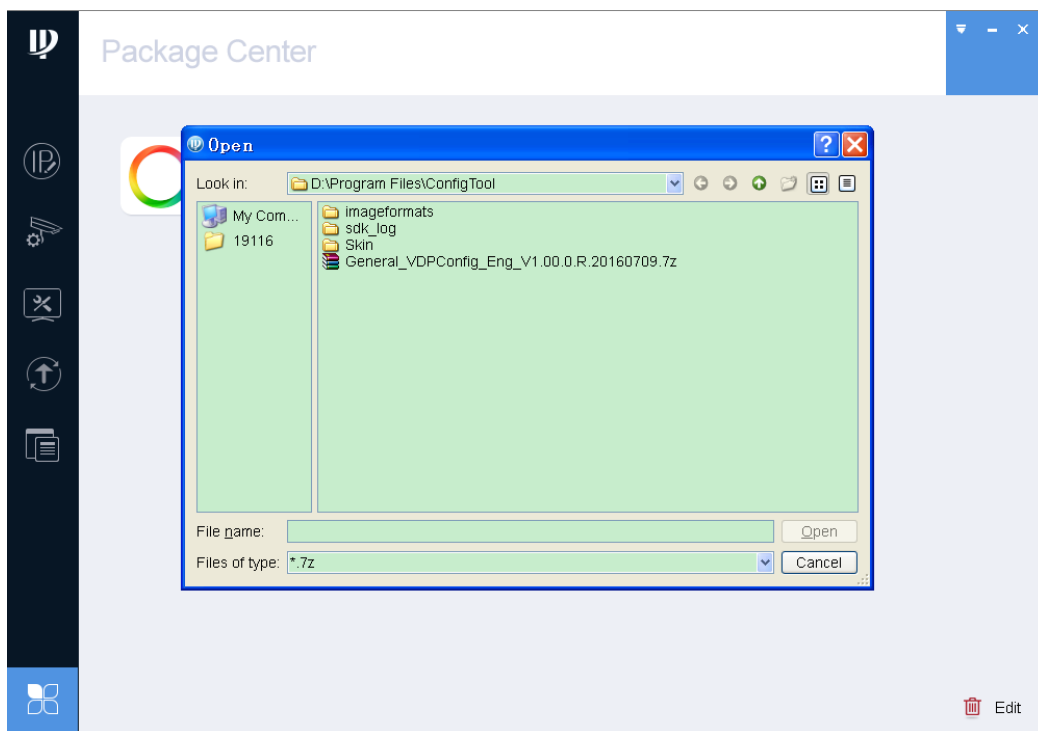 Package Center
Open
Look in: D:\Program Files\ConfigTool
My Com...
19116
imageformats
sdk_log
Skin
General_VDPConfig_Eng_V1.00.0.R.20160709.7z
File name: Open
Files of type: *.7z Cancel
Edit